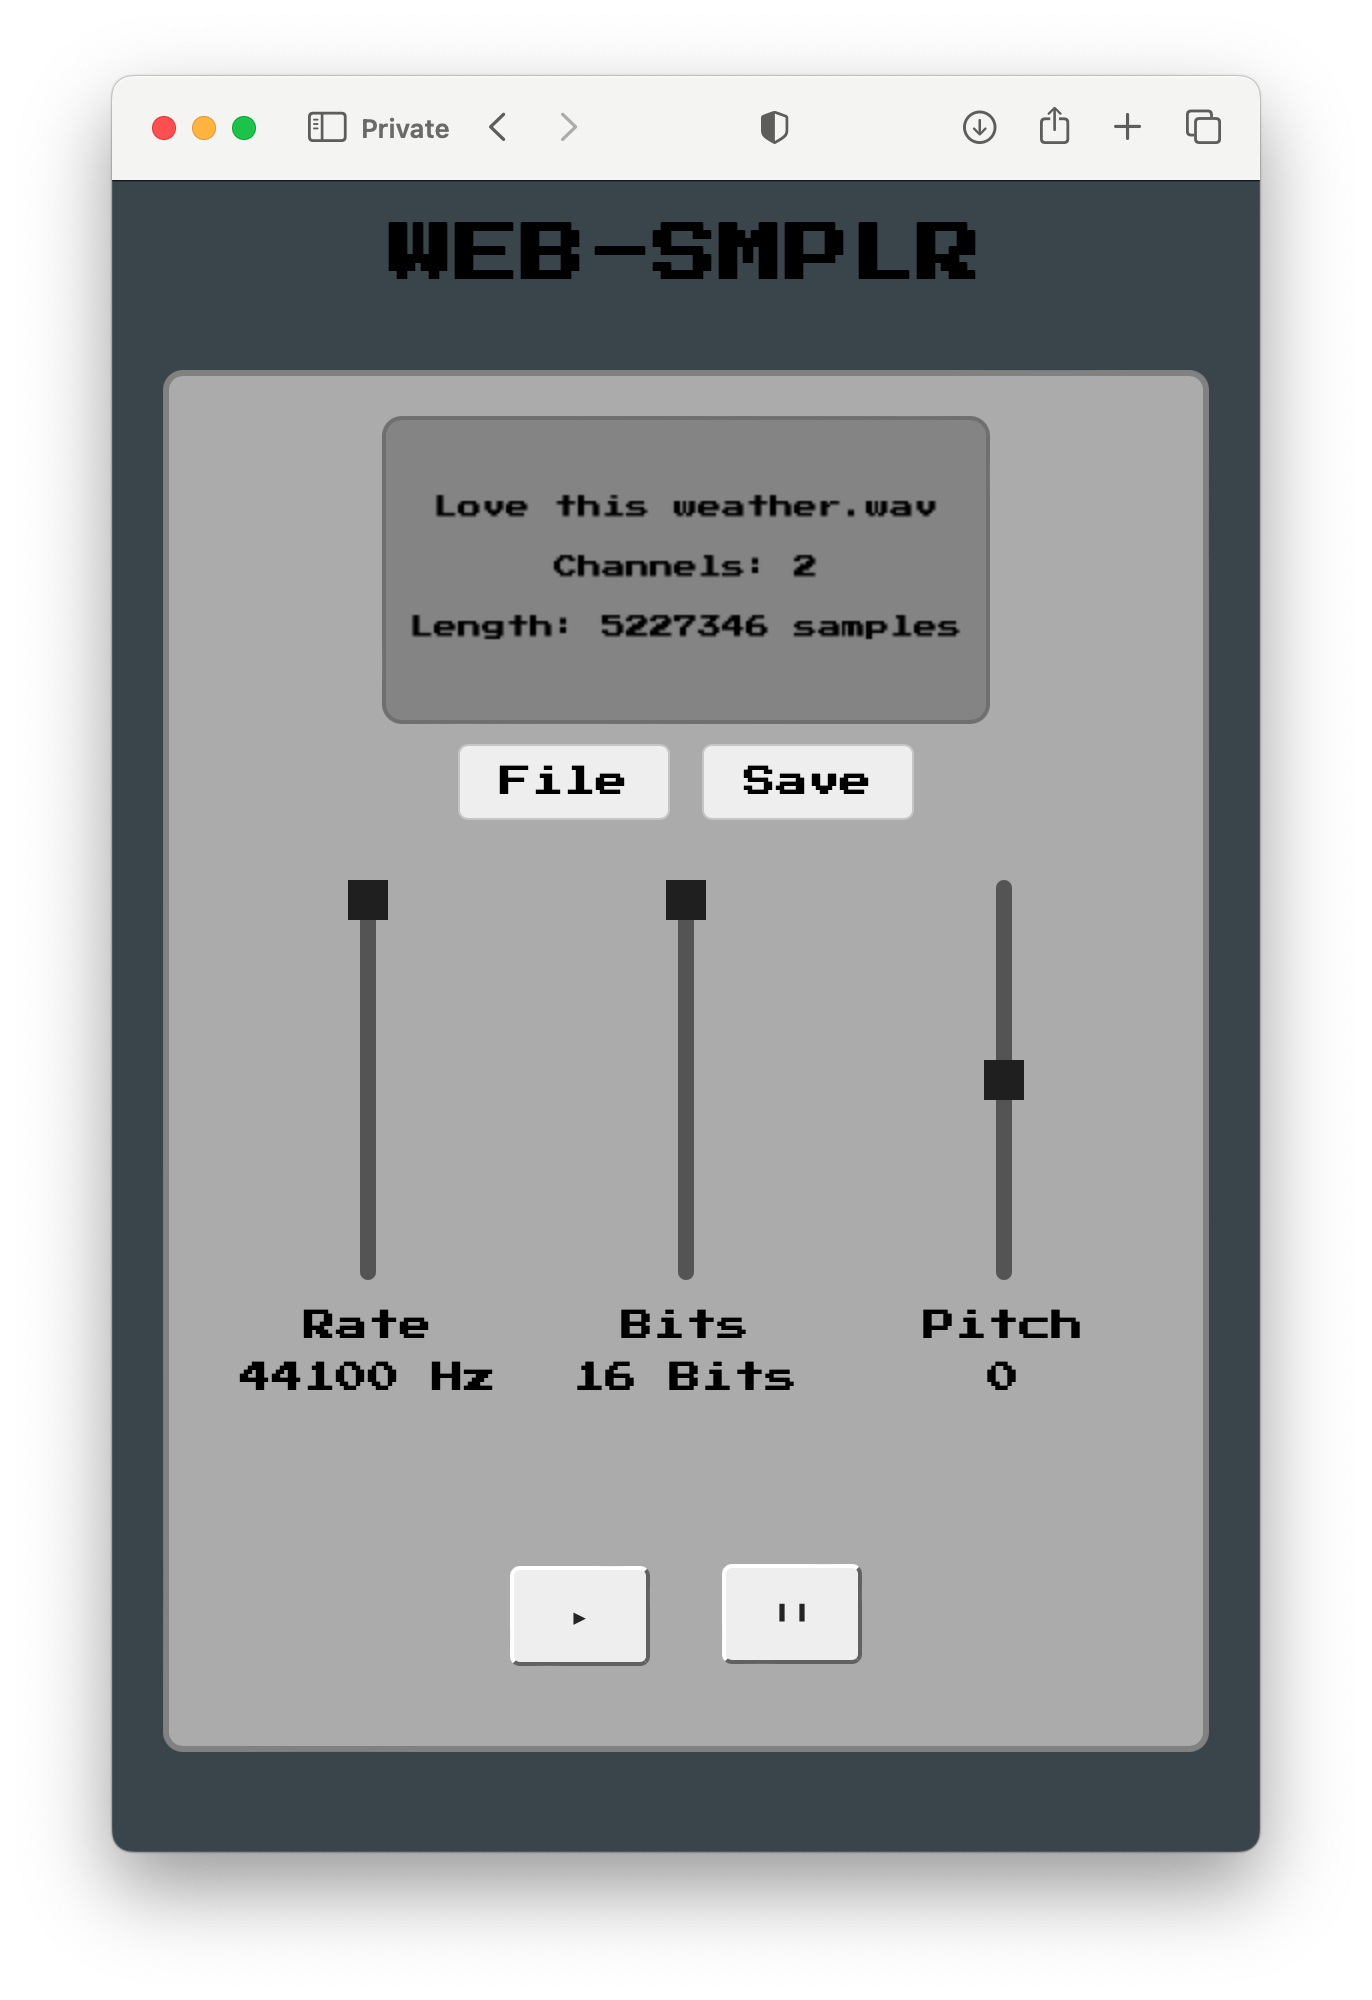 Private
WEB-SMPLR
Love this weather.wav
Channels: 2
Length: 5227346 samples
File Save
Rate Bits Pitch
44100 Hz 16 Bits 0